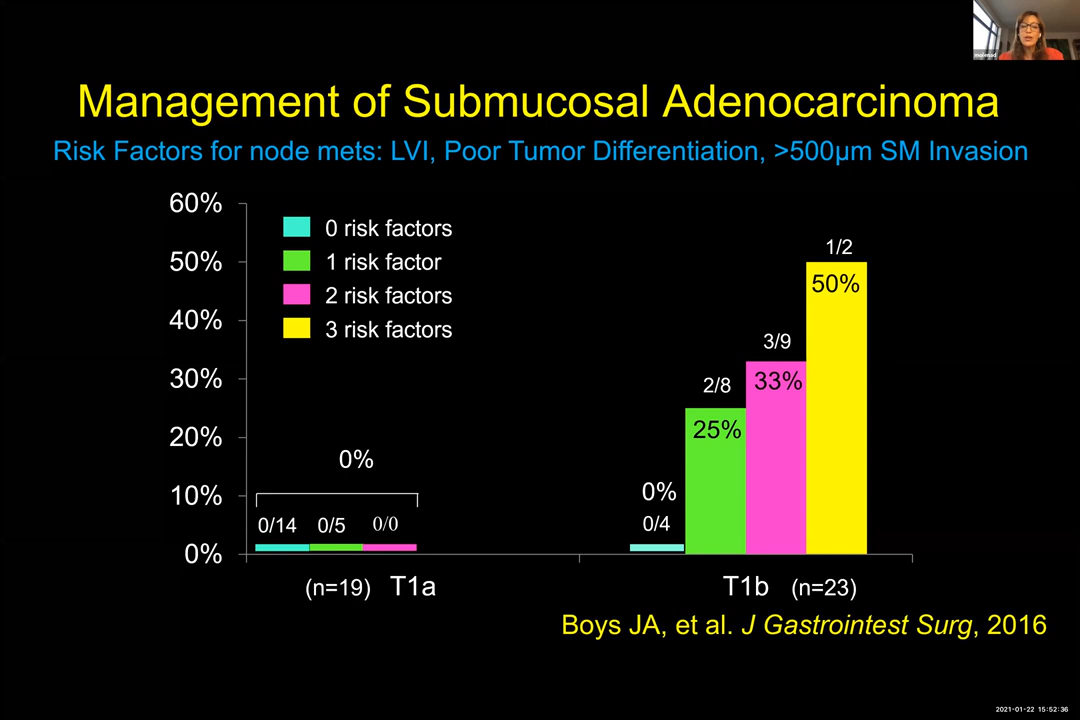 Management of Submucosal Adenocarcinoma
Risk Factors for node mets: LVI, Poor Tumor Differentiation, >500μm SM Invasion
60%
50%
40%
30%
20%
10%
0%
0 risk factors
1 risk factor
2 risk factors
3 risk factors
0%
0/14 0/5 0/0
0%
0/4
2/8
25%
3/9
33%
1/2
50%
(n=19) T1a
T1b (n=23)
Boys JA, et al. J Gastrointest Surg, 2016
2021-01-22 15:52:36